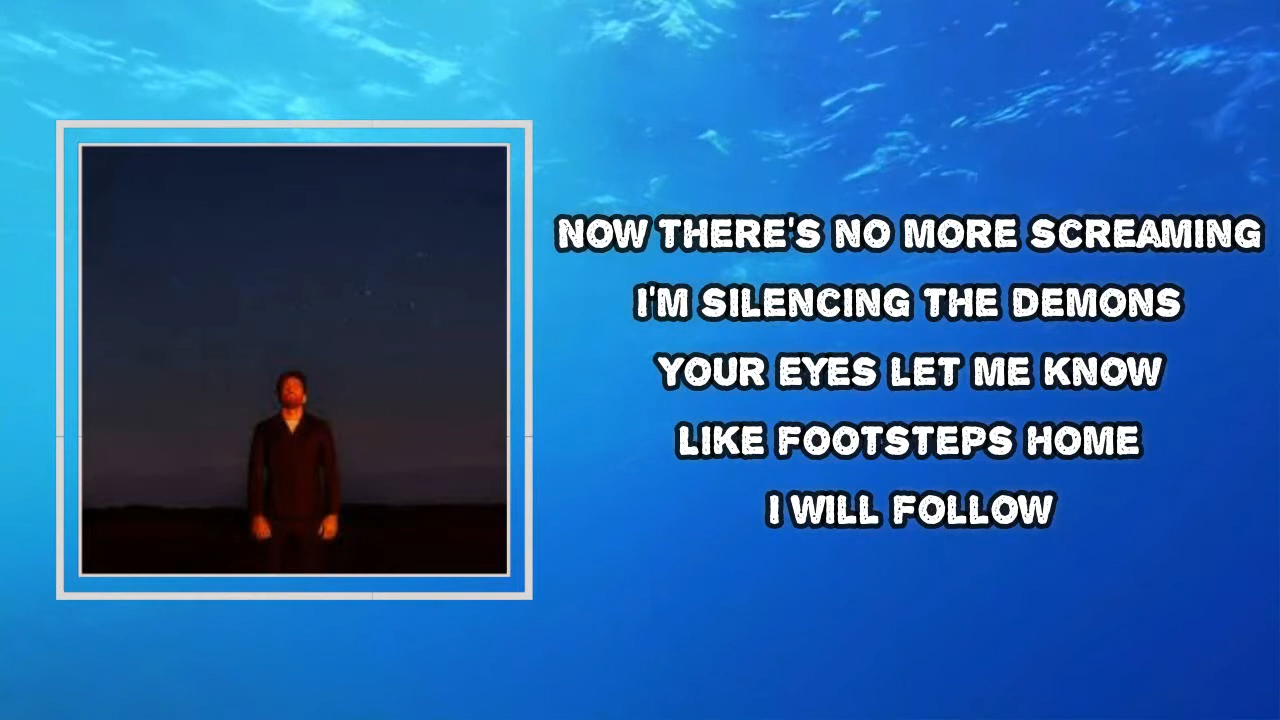 NOW THERE'S NO MORE SCREAMING
I'M SILENCING THE DEMONS
YOUR EYES LET ME KNOW
LIKE FOOTSTEPS HOME
I WILL FOLLOW